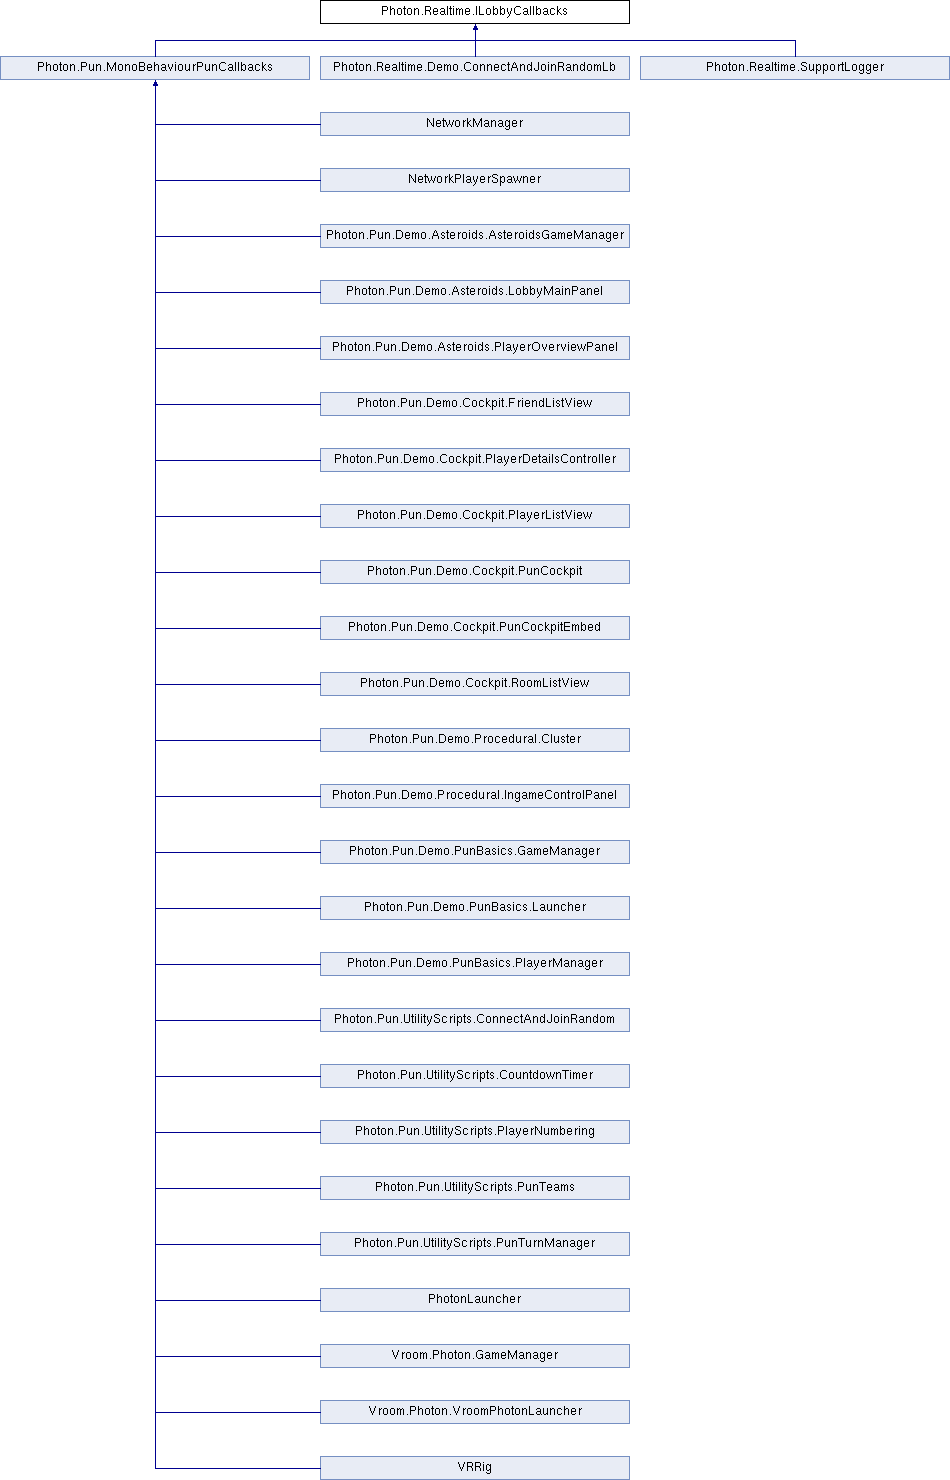 Photon.Realtime.ILobbyCallbacks
Photon.Pun.MonoBehaviourPunCallbacks
Photon.Realtime.Demo.ConnectAndJoinRandomLb
Photon.Realtime.SupportLogger
NetworkManager
NetworkPlayerSpawner
Photon.Pun.Demo.Asteroids.AsteroidsGameManager
Photon.Pun.Demo.Asteroids.LobbyMainPanel
Photon.Pun.Demo.Asteroids.PlayerOverviewPanel
Photon.Pun.Demo.Cockpit.FriendListView
Photon.Pun.Demo.Cockpit.PlayerDetailsController
Photon.Pun.Demo.Cockpit.PlayerListView
Photon.Pun.Demo.Cockpit.PunCockpit
Photon.Pun.Demo.Cockpit.PunCockpitEmbed
Photon.Pun.Demo.Cockpit.RoomListView
Photon.Pun.Demo.Procedural.Cluster
Photon.Pun.Demo.Procedural.IngameControlPanel
Photon.Pun.Demo.PunBasics.GameManager
Photon.Pun.Demo.PunBasics.Launcher
Photon.Pun.Demo.PunBasics.PlayerManager
Photon.Pun.UtilityScripts.ConnectAndJoinRandom
Photon.Pun.UtilityScripts.CountdownTimer
Photon.Pun.UtilityScripts.PlayerNumbering
Photon.Pun.UtilityScripts.PunTeams
Photon.Pun.UtilityScripts.PunTurnManager
PhotonLauncher
Vroom.Photon.GameManager
Vroom.Photon.VroomPhotonLauncher
VRRig